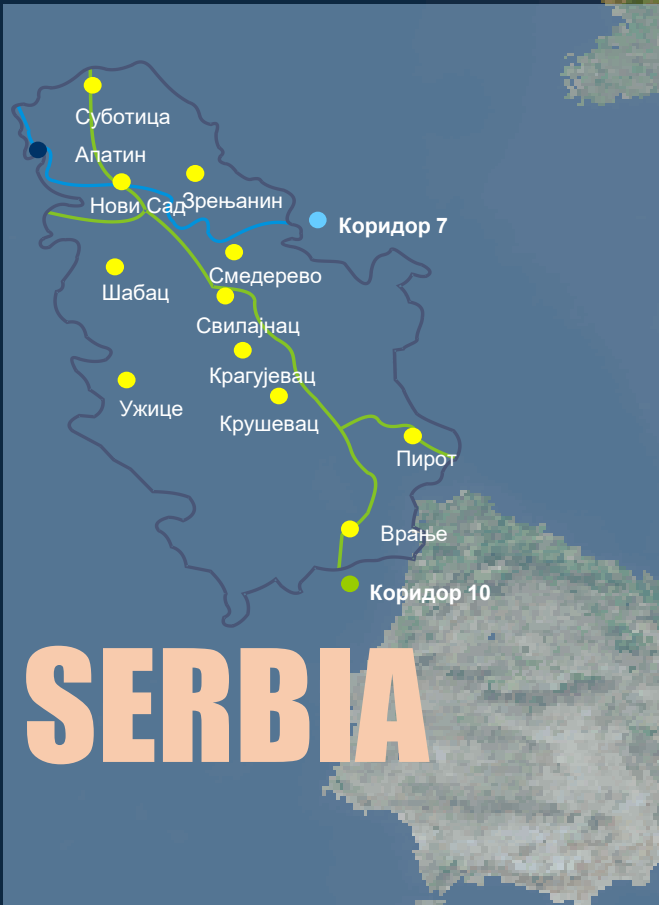 Суботица
Апатин
Нови Сад
Зрењанин
Коридор 7
Смедерево
Шабац
Свилајнац
Крагујевац
Ужице
Крушевац
Пирот
Врање
Коридор 10
SERBIA